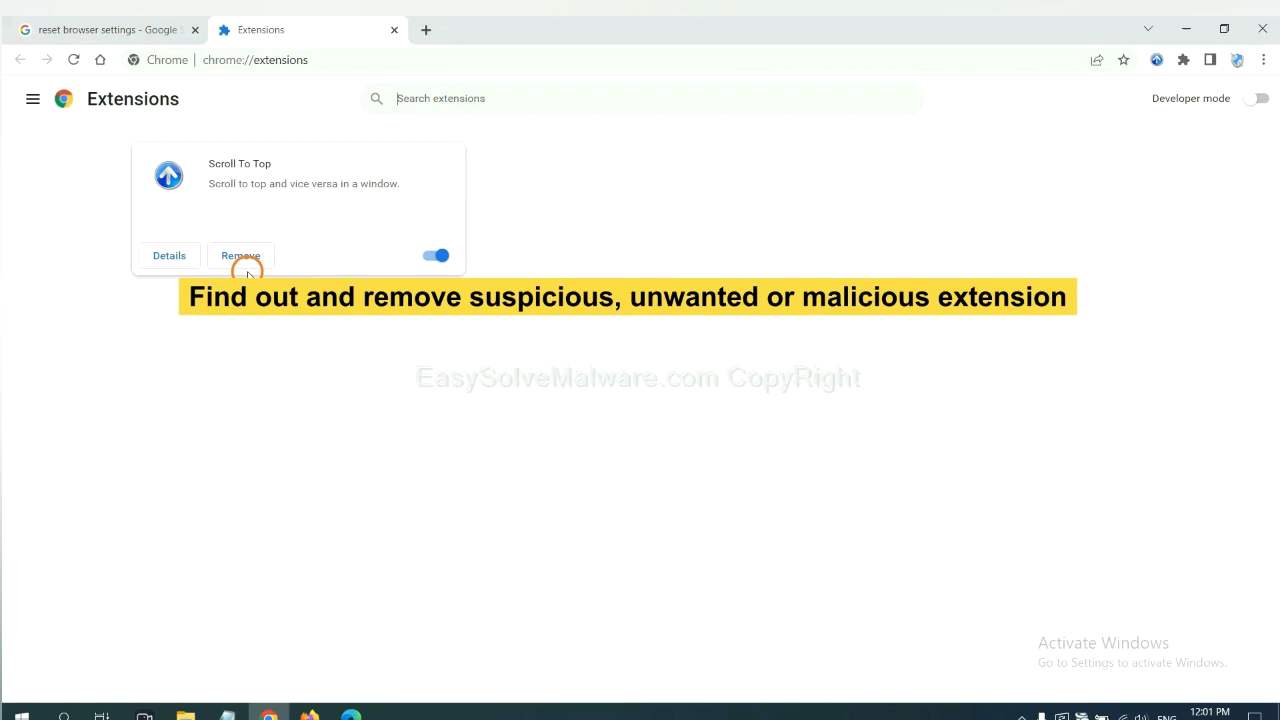 reset browser settings - Google
Extensions
Chrome
chrome://extensions
Extensions
Search extensions
Developer mode
Scroll To Top
Scroll to top and vice versa in a window.
Details
Remove
Find out and remove suspicious, unwanted or malicious extension
EasySolveMalware.com CopyRight
Activate Windows
Go to Settings to activate Windows.
12:01 PM
ENG